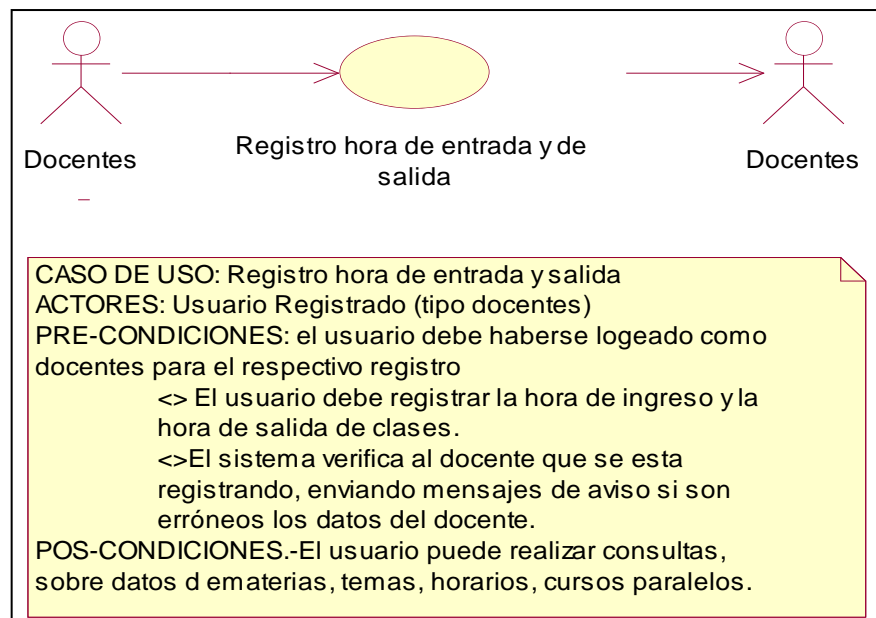 Docentes
Registro hora de entrada y de
salida
Docentes
CASO DE USO: Registro hora de entrada y salida
ACTORES: Usuario Registrado (tipo docentes)
PRE-CONDICIONES: el usuario debe haberse logeado como
docentes para el respectivo registro
<> El usuario debe registrar la hora de ingreso y la
hora de salida de clases.
<>El sistema verifica al docente que se esta
registrando, enviando mensajes de aviso si son
erróneos los datos del docente.
POS-CONDICIONES.-El usuario puede realizar consultas,
sobre datos d ematerias, temas, horarios, cursos paralelos.